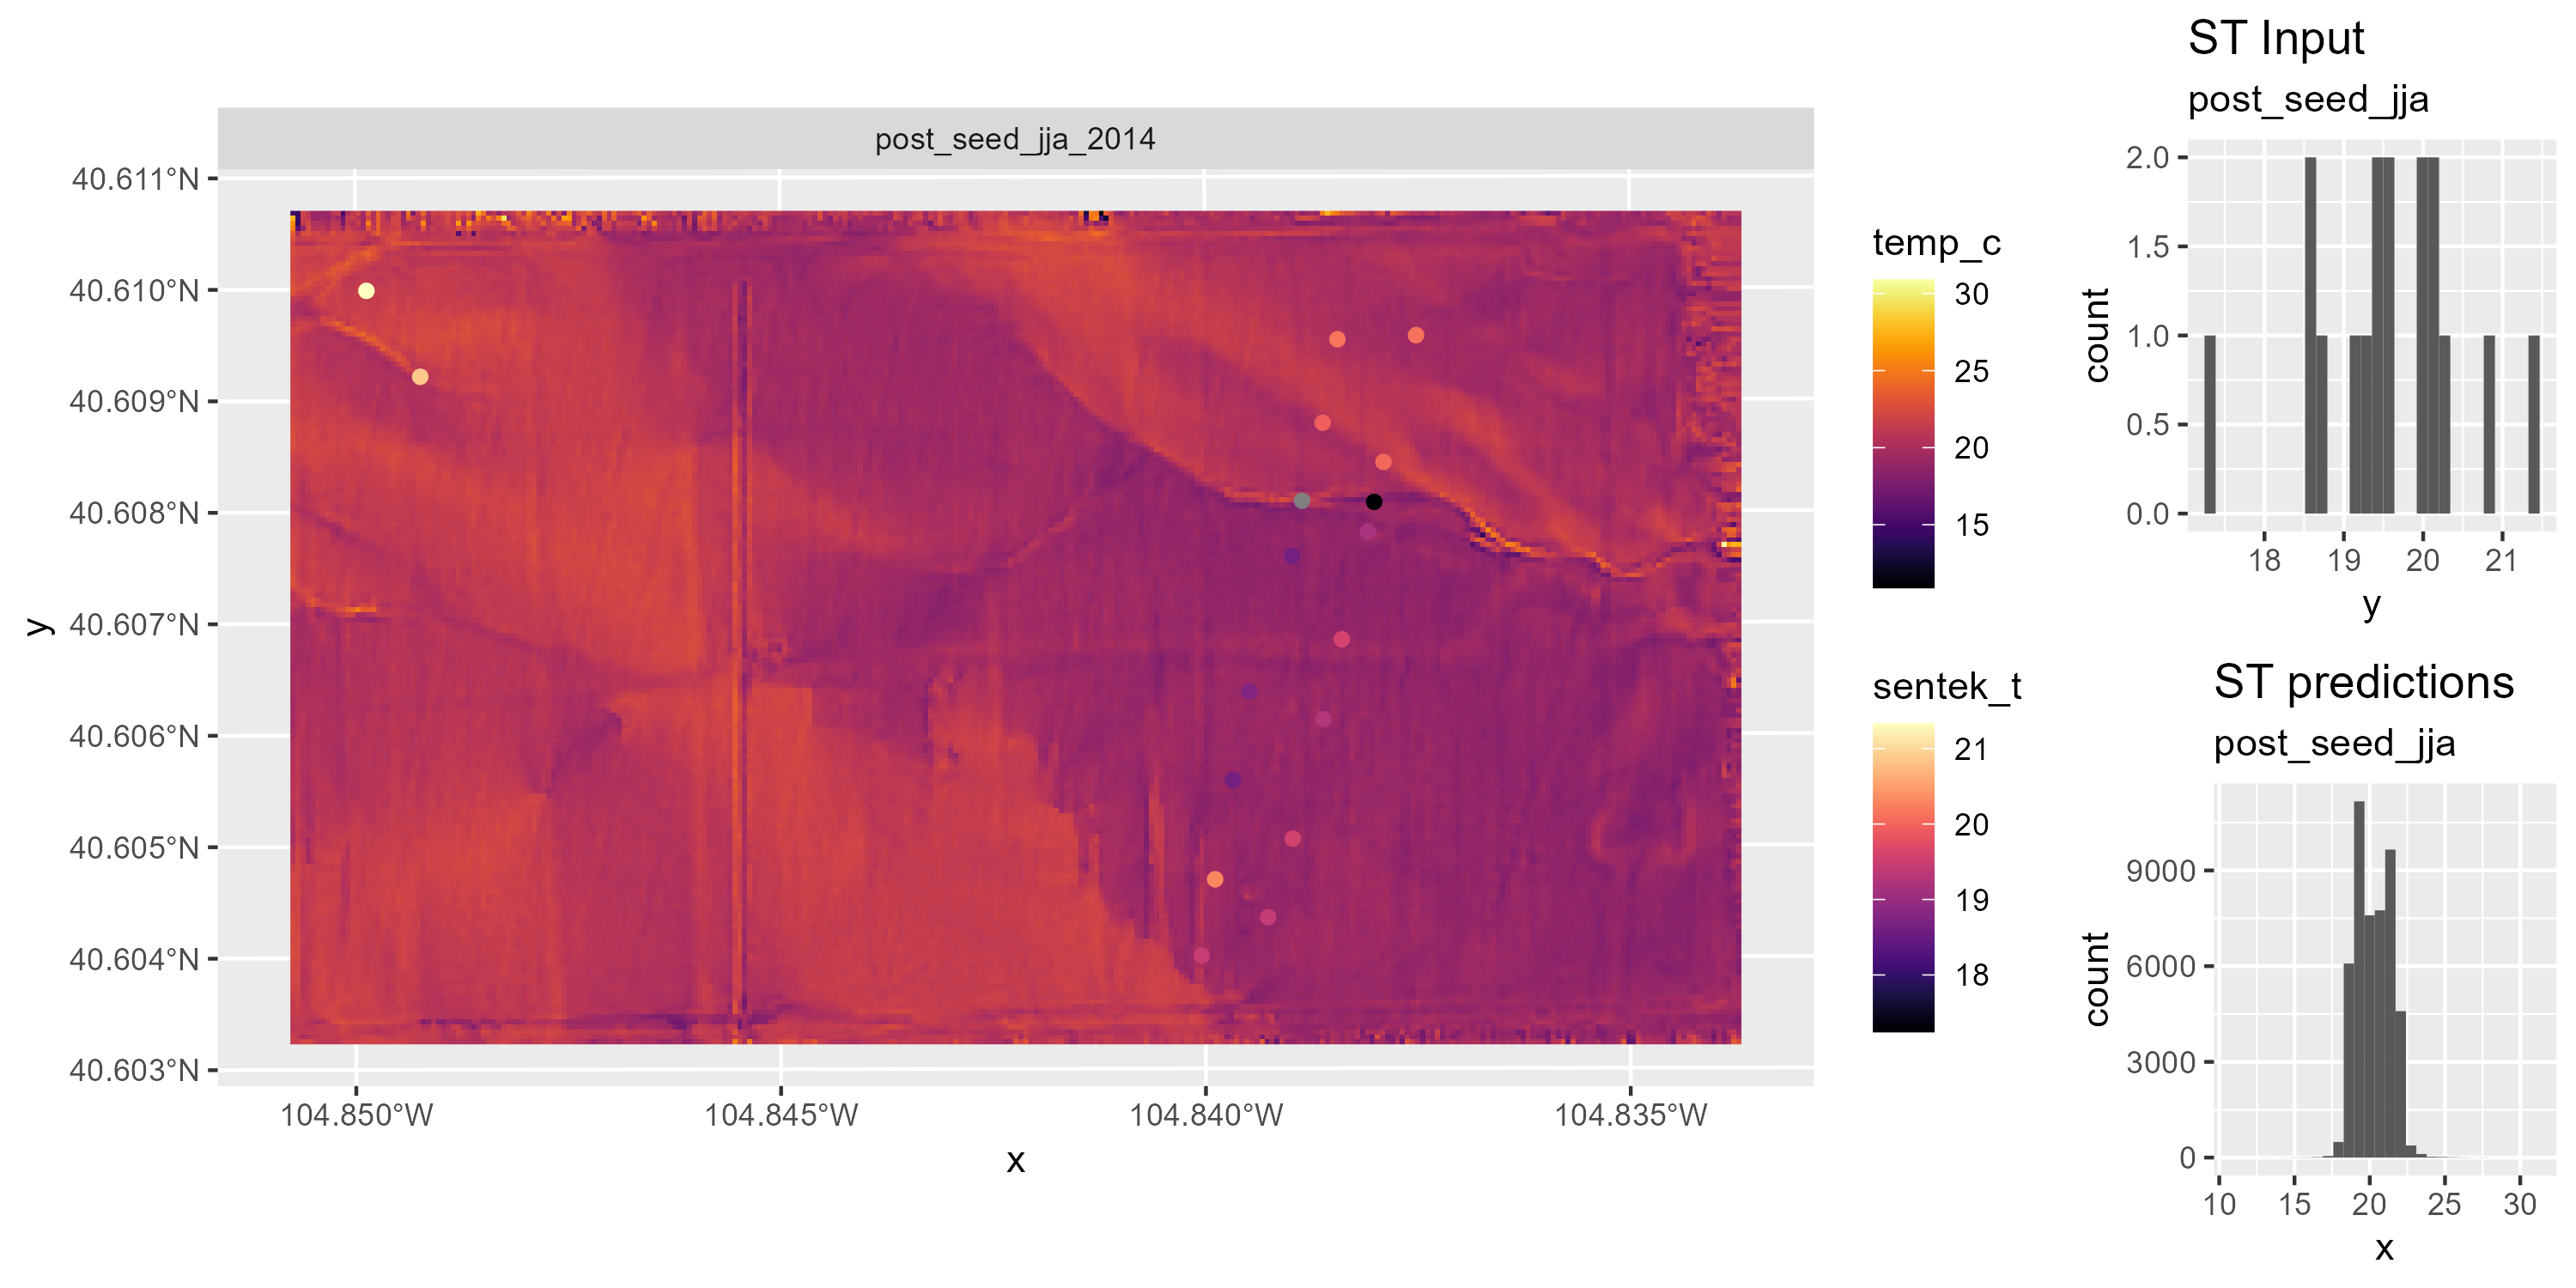 post_seed_jja_2014
40.611°N
40.610°N
40.609°N
40.608°N
40.607°N
40.606°N
40.605°N
40.604°N
40.603°N
y
104.850°W
104.845°W
104.840°W
104.835°W
x
temp_c
30
25
20
15
sentek_t
21
20
19
18
ST Input
post_seed_jja
2.0
1.5
1.0
0.5
0.0
count
18
19
20
21
y
ST predictions
post_seed_jja
9000
6000
3000
0
count
10
15
20
25
30
x